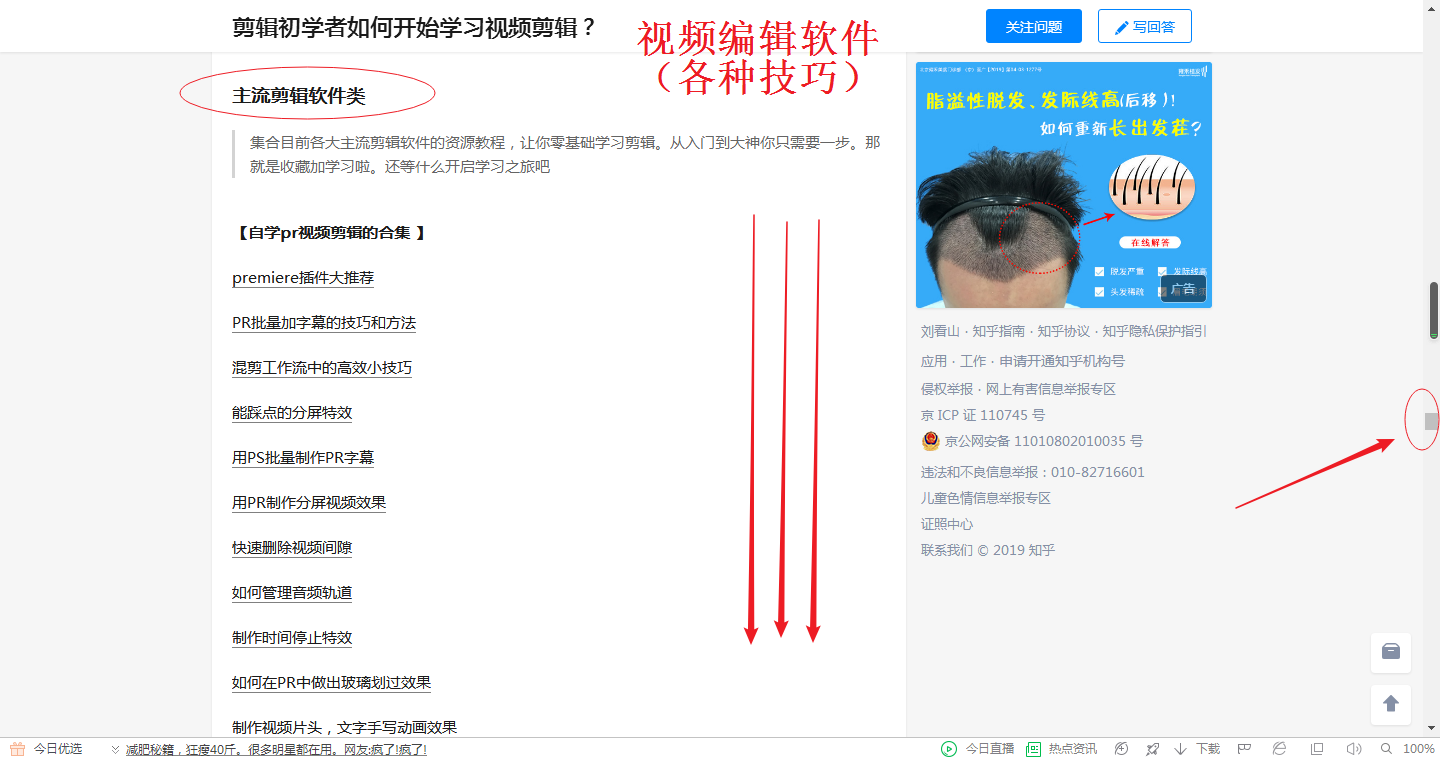 剪辑初学者如何开始学习视频剪辑？
视频编辑软件
（各种技巧）
关注问题
写回答
主流剪辑软件类
集合目前各大主流剪辑软件的资源教程，让你零基础学习剪辑。从入门到大神你只需要一步。那
就是收藏加学习啦。还等什么开启学习之旅吧
【自学pr视频剪辑的合集 】
premiere插件大推荐
PR批量加字幕的技巧和方法
混剪工作流中的高效小技巧
能踩点的分屏特效
用PS批量制作PR字幕
用PR制作分屏视频效果
快速删除视频间隙
如何管理音频轨道
制作时间停止特效
如何在PR中做出玻璃划过效果
制作视频片头，文字手写动画效果
脂溢性脱发、发际线高(后移)!
如何重新长出发茬?
在线解答
脱发严重
发际线高
头发稀疏
广告
刘看山 · 知乎指南 · 知乎协议 · 知乎隐私保护指引
应用 · 工作 · 申请开通知乎机构号
侵权举报 · 网上有害信息举报专区
京 ICP 证 110745 号
京公网安备 11010802010035 号
违法和不良信息举报：010-82716601
儿童色情信息举报专区
证照中心
联系我们 © 2019 知乎
今日优选
减肥秘籍，狂瘦40斤。很多明星都在用。网友:疯了!疯了!
今日直播
热点资讯
下载
100%